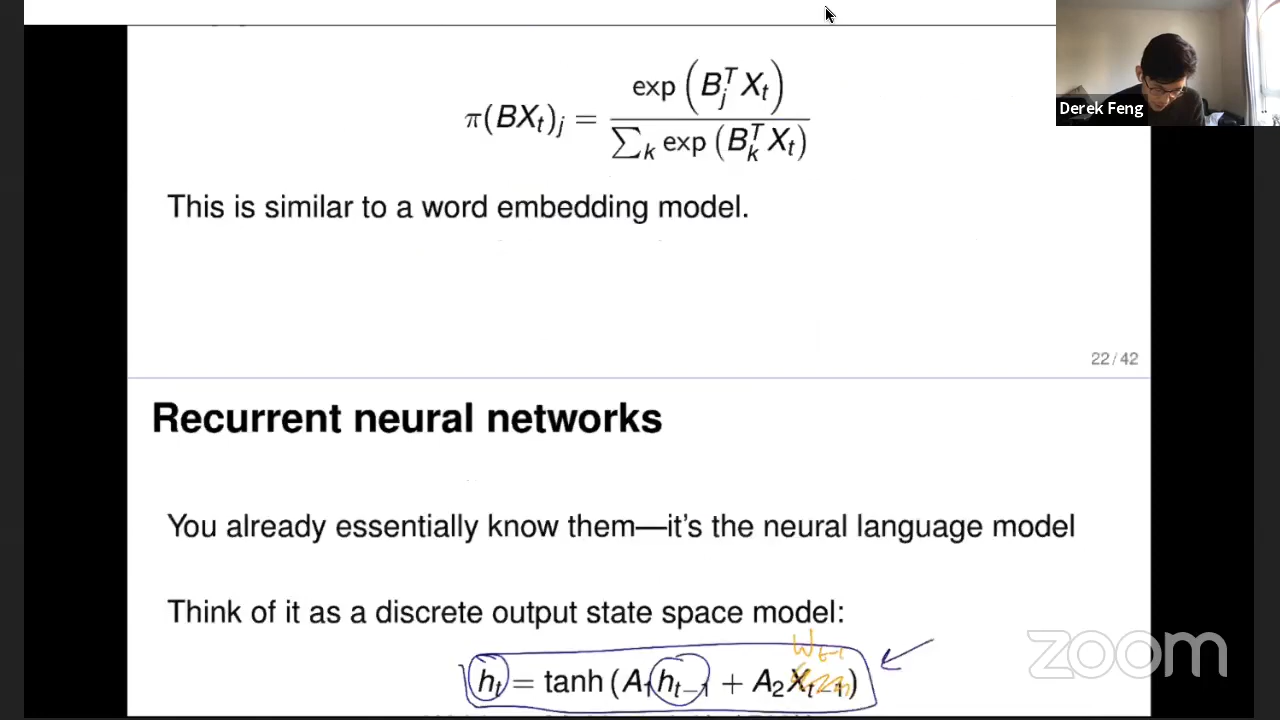 π(BX_t)_j = exp(B_j^T X_t) / ∑_k exp(B_k^T X_t)
Derek Feng
This is similar to a word embedding model.
22/42
Recurrent neural networks
You already essentially know them—it's the neural language model
Think of it as a discrete output state space model:
W_{t-1}
h_t = tanh(A_1 h_{t-1} + A_2 X_{t-1})
zoom